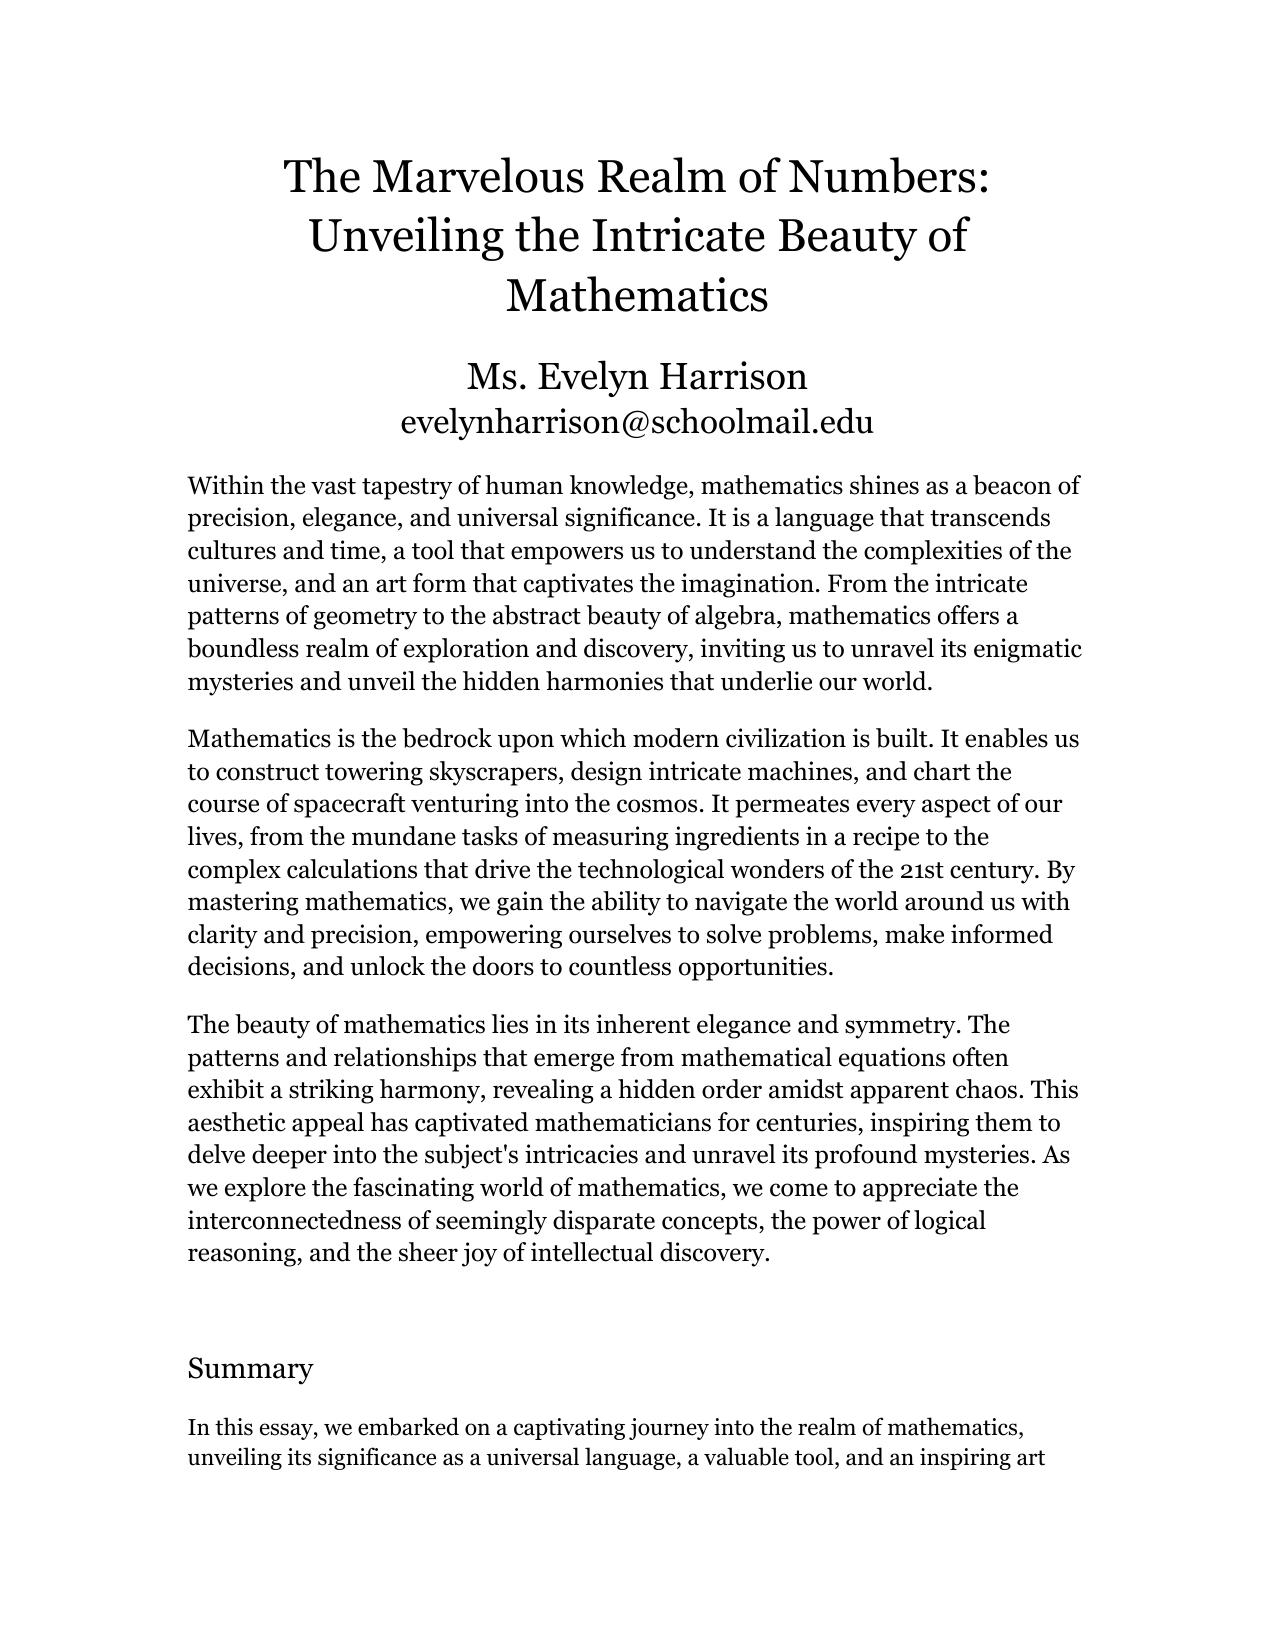 The Marvelous Realm of Numbers:
Unveiling the Intricate Beauty of
Mathematics
Ms. Evelyn Harrison
evelynharrison@schoolmail.edu
Within the vast tapestry of human knowledge, mathematics shines as a beacon of
precision, elegance, and universal significance. It is a language that transcends
cultures and time, a tool that empowers us to understand the complexities of the
universe, and an art form that captivates the imagination. From the intricate
patterns of geometry to the abstract beauty of algebra, mathematics offers a
boundless realm of exploration and discovery, inviting us to unravel its enigmatic
mysteries and unveil the hidden harmonies that underlie our world.
Mathematics is the bedrock upon which modern civilization is built. It enables us
to construct towering skyscrapers, design intricate machines, and chart the
course of spacecraft venturing into the cosmos. It permeates every aspect of our
lives, from the mundane tasks of measuring ingredients in a recipe to the
complex calculations that drive the technological wonders of the 21st century. By
mastering mathematics, we gain the ability to navigate the world around us with
clarity and precision, empowering ourselves to solve problems, make informed
decisions, and unlock the doors to countless opportunities.
The beauty of mathematics lies in its inherent elegance and symmetry. The
patterns and relationships that emerge from mathematical equations often
exhibit a striking harmony, revealing a hidden order amidst apparent chaos. This
aesthetic appeal has captivated mathematicians for centuries, inspiring them to
delve deeper into the subject's intricacies and unravel its profound mysteries. As
we explore the fascinating world of mathematics, we come to appreciate the
interconnectedness of seemingly disparate concepts, the power of logical
reasoning, and the sheer joy of intellectual discovery.
Summary
In this essay, we embarked on a captivating journey into the realm of mathematics,
unveiling its significance as a universal language, a valuable tool, and an inspiring art